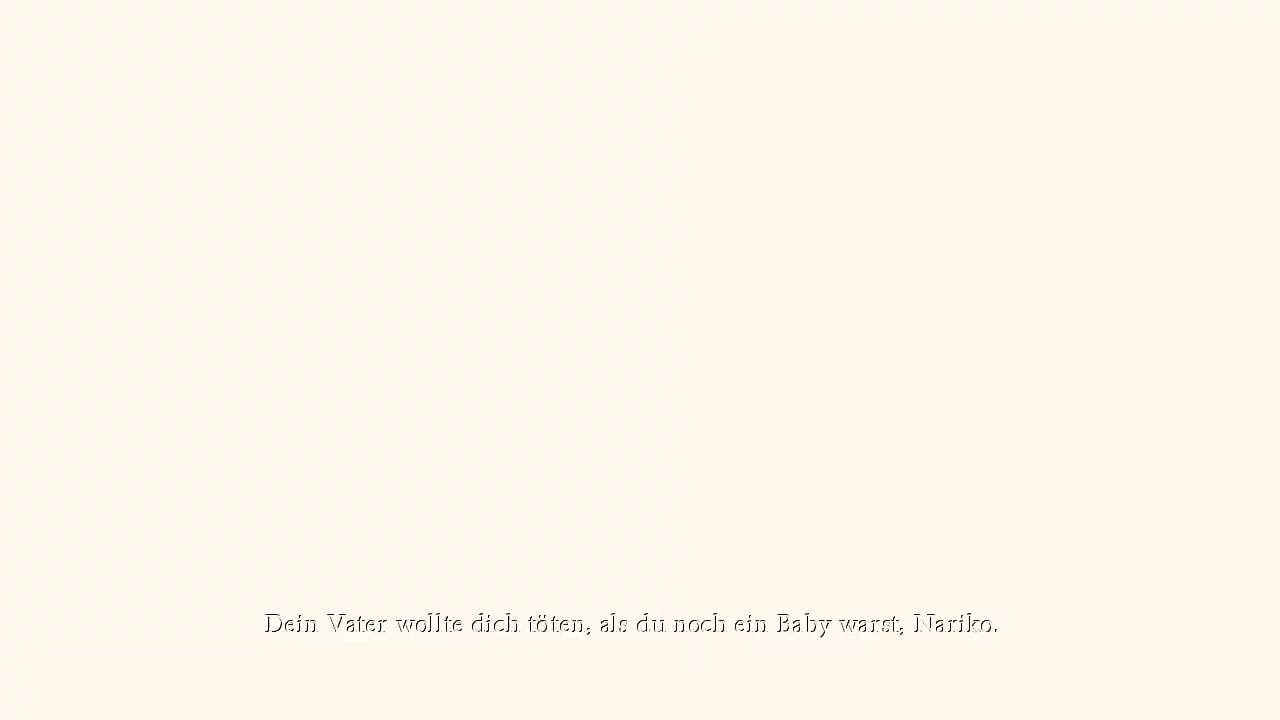 Dein Vater wollte dich töten, als du noch ein Baby warst, Nariko.